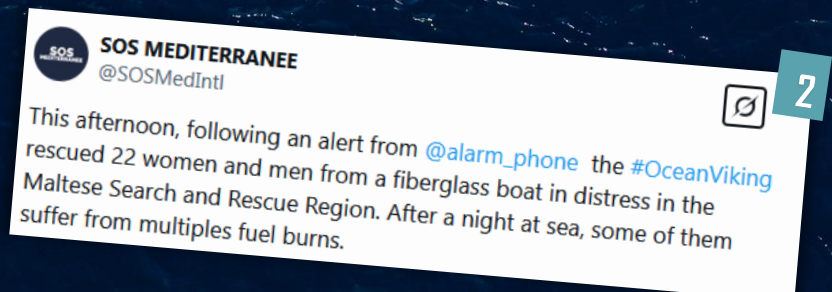 SOS MEDITERRANEE
@SOSMedIntl
2
This afternoon, following an alert from @alarm_phone the #OceanViking
rescued 22 women and men from a fiberglass boat in distress in the
Maltese Search and Rescue Region. After a night at sea, some of them
suffer from multiples fuel burns.